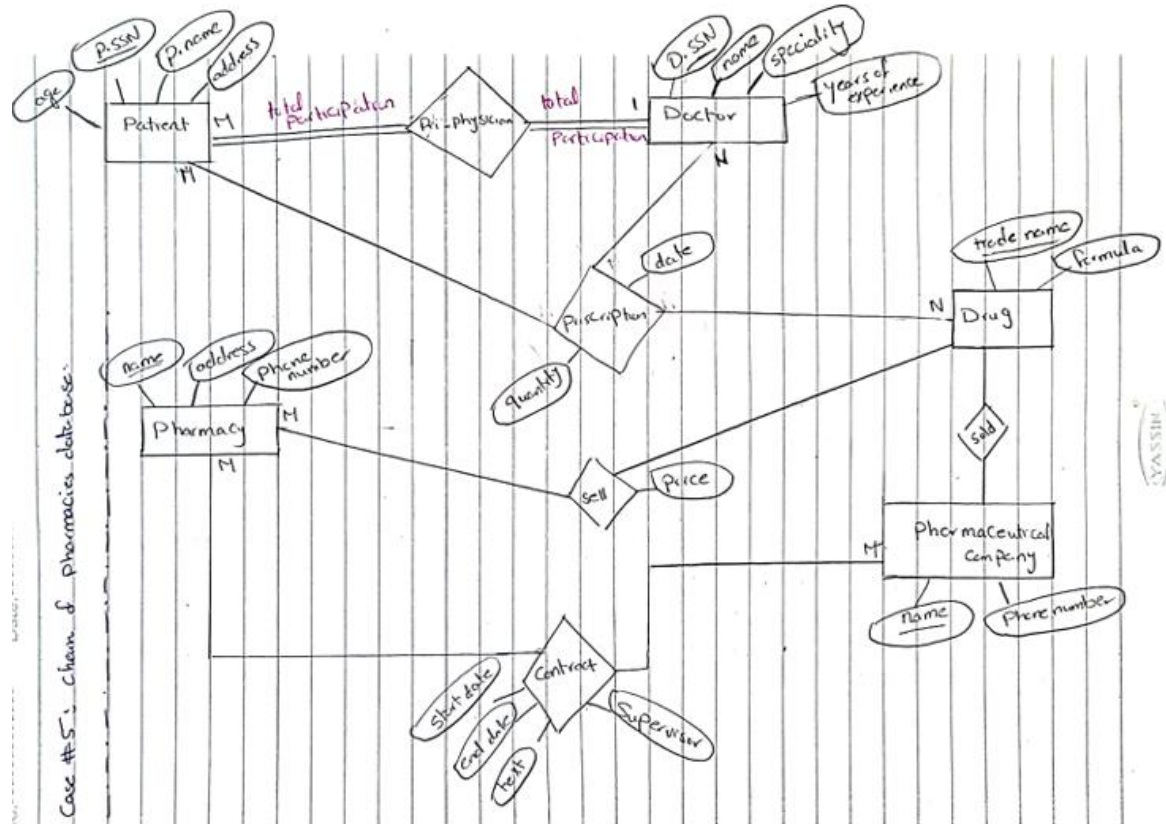 Case #5: chain of pharmacies database:
P.SSN
P.name
address
age
Patient
M
total
participation
Pri-physician
total
participation
1
D.SSN
name
speciality
years of
experience
Doctor
M
N
date
Priscription
quantity
N
trade name
formula
Drug
name
address
phone
number
Pharmacy
M
M
sell
price
sold
Pharmaceutical
company
M
name
Phone number
Contract
Start date
end date
text
Supervisor
YASSIN